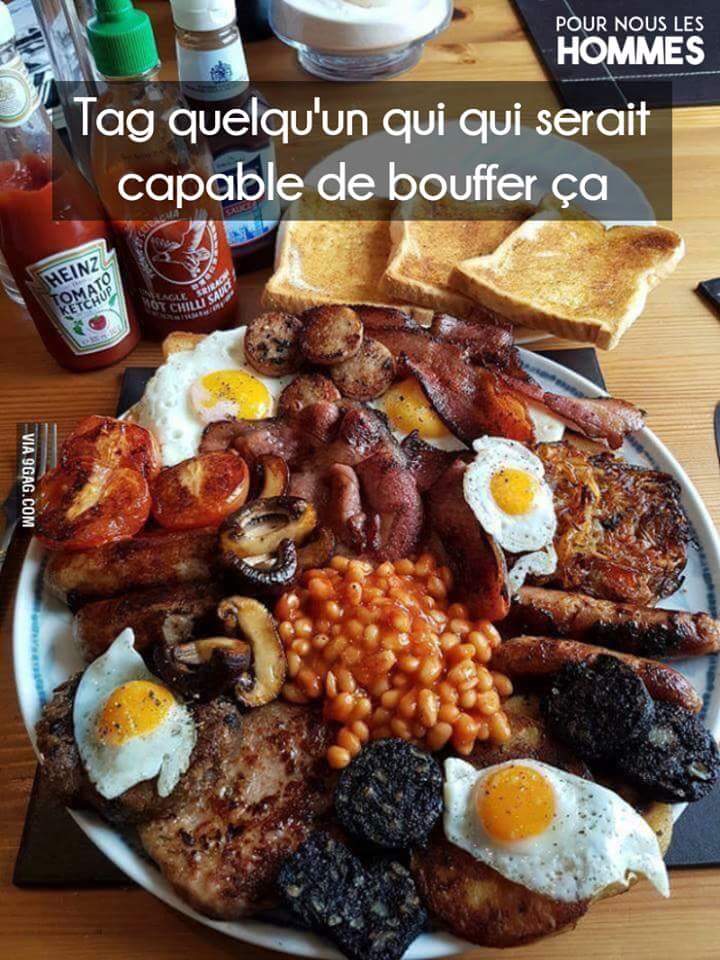 POUR NOUS LES
HOMMES
Tag quelqu'un qui qui serait
capable de bouffer ça
HEINZ
TOMATO
KETCHUP
SRIRACHA
HOT CHILLI SAUCE
SAUCE
VIA 9GAG.COM